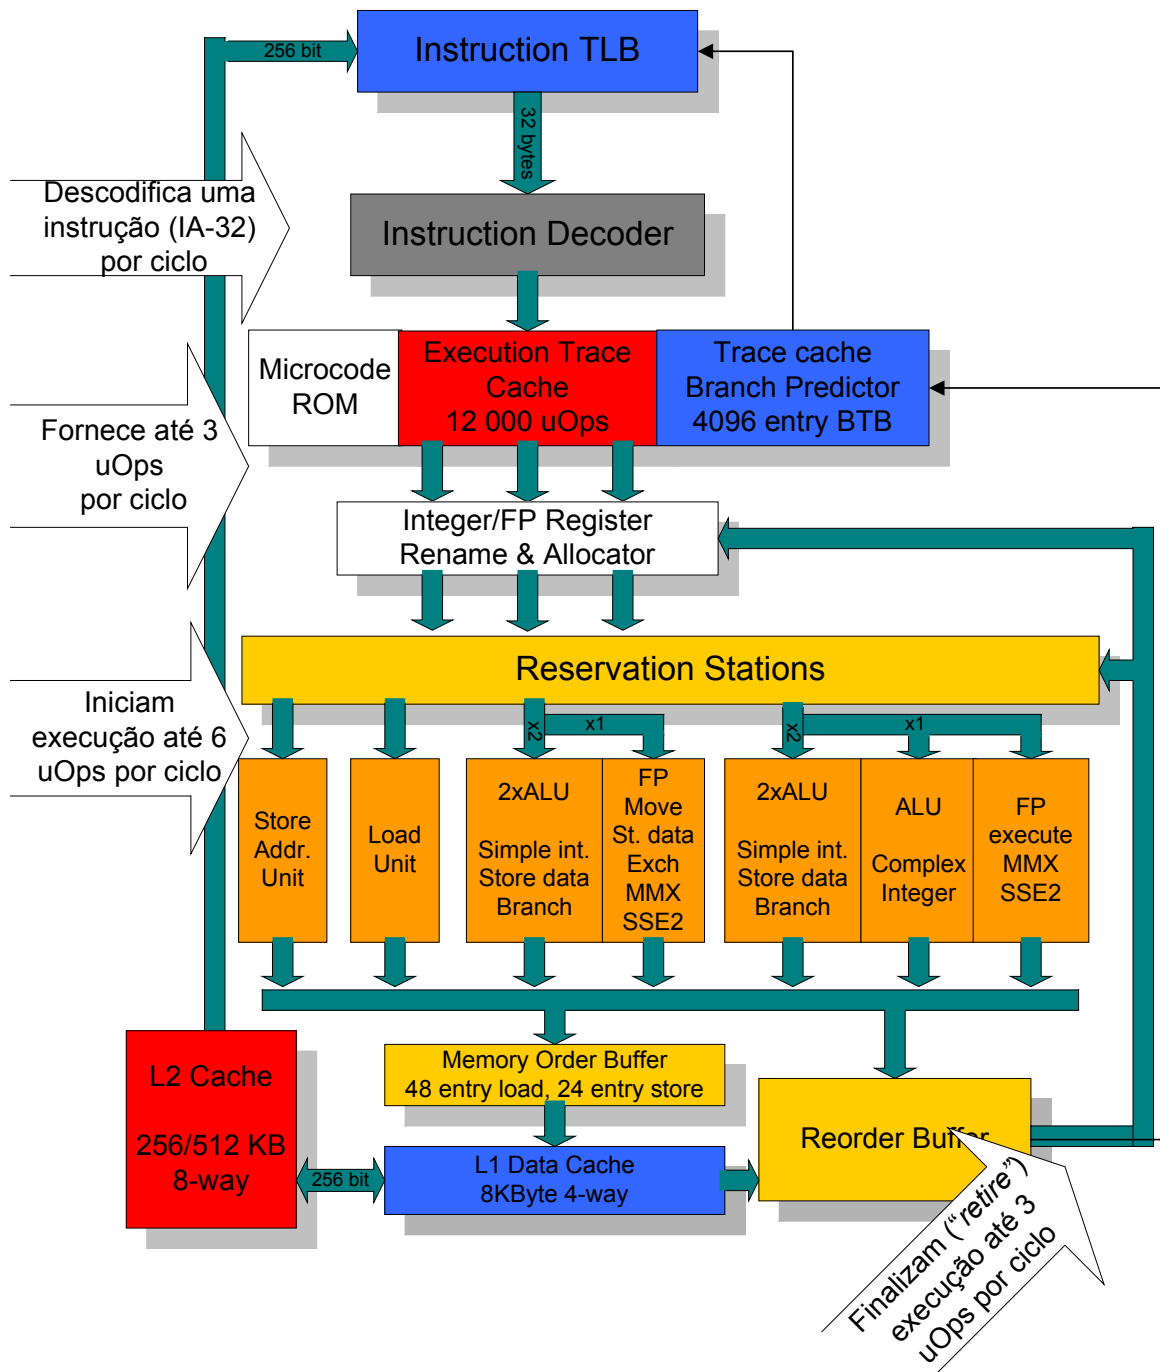 256 bit
Instruction TLB
32 bytes
Descodifica uma
instrução (IA-32)
por ciclo
Instruction Decoder
Microcode
ROM
Execution Trace
Cache
12 000 uOps
Trace cache
Branch Predictor
4096 entry BTB
Fornece até 3
uOps
por ciclo
Integer/FP Register
Rename & Allocator
Reservation Stations
Iniciam
execução até 6
uOps por ciclo
x2
x1
x2
x1
Store
Addr.
Unit
Load
Unit
2xALU
Simple int.
Store data
Branch
FP
Move
St. data
Exch
MMX
SSE2
2xALU
Simple int.
Store data
Branch
ALU
Complex
Integer
FP
execute
MMX
SSE2
L2 Cache
256/512 KB
8-way
Memory Order Buffer
48 entry load, 24 entry store
256 bit
L1 Data Cache
8KByte 4-way
Reorder Buffer
Finalizam (“retire”)
execução até 3
uOps por ciclo